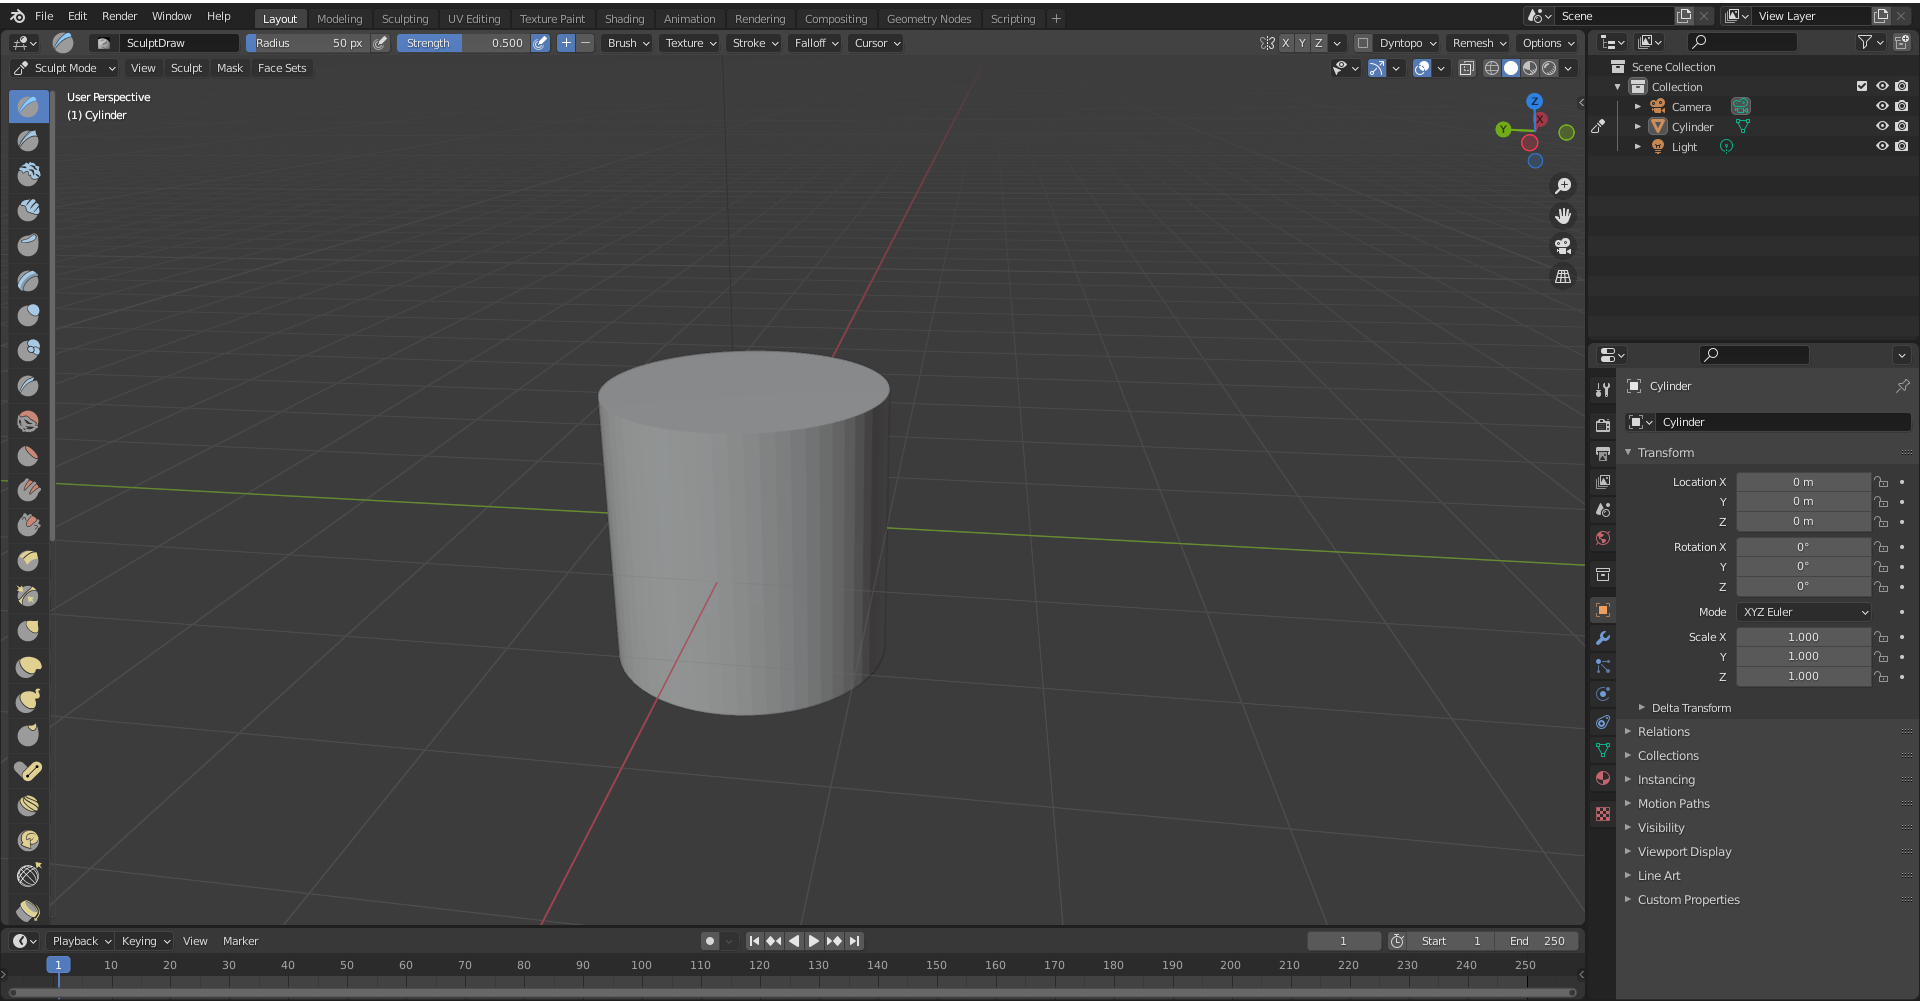 File Edit Render Window Help Layout Modeling Sculpting UV Editing Texture Paint Shading Animation Rendering Compositing Geometry Nodes Scripting + Scene View Layer
SculptDraw Radius 50 px Strength 0.500 + − Brush Texture Stroke Falloff Cursor X Y Z Dyntopo Remesh Options
Sculpt Mode View Sculpt Mask Face Sets
User Perspective
(1) Cylinder
Z
X
Y
Scene Collection
Collection
Camera
Cylinder
Light
Cylinder
Cylinder
Transform
Location X 0 m
Y 0 m
Z 0 m
Rotation X 0°
Y 0°
Z 0°
Mode XYZ Euler
Scale X 1.000
Y 1.000
Z 1.000
Delta Transform
Relations
Collections
Instancing
Motion Paths
Visibility
Viewport Display
Line Art
Custom Properties
Playback Keying View Marker 1 Start 1 End 250
1 10 20 30 40 50 60 70 80 90 100 110 120 130 140 150 160 170 180 190 200 210 220 230 240 250